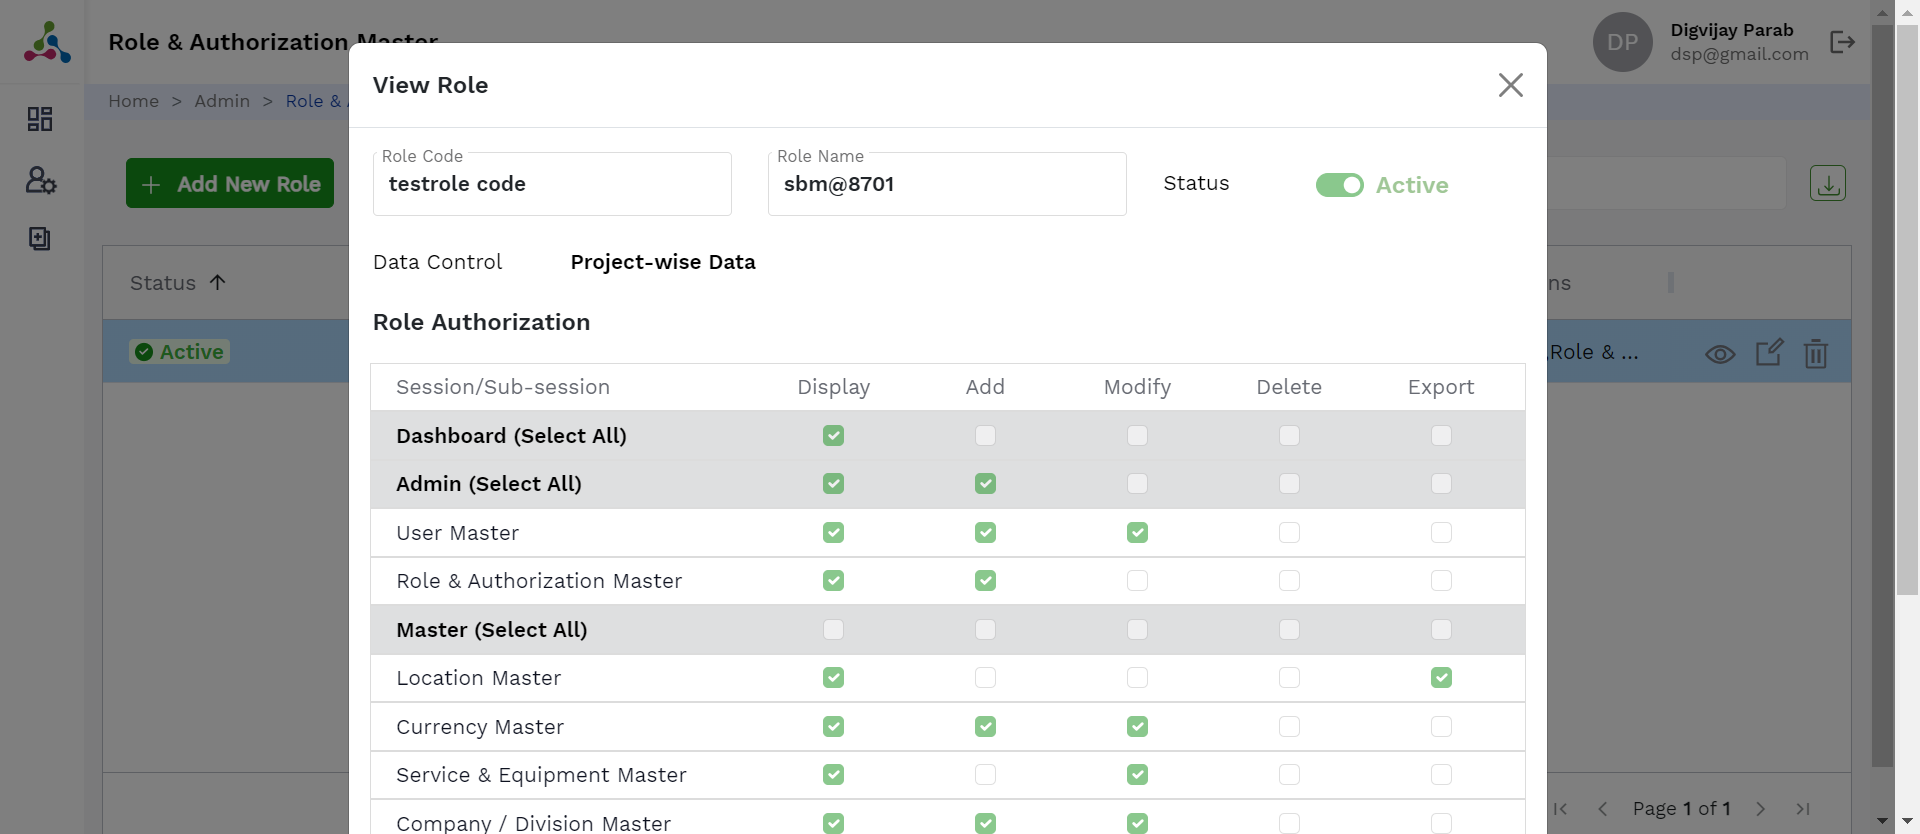 Role & Authorization Master
DP
Digvijay Parab
dsp@gmail.com
Home > Admin > Role &
Add New Role
Status
Active
View Role
Role Code
testrole code
Role Name
sbm@8701
Status
Active
Data Control
Project-wise Data
Role Authorization
Session/Sub-session Display Add Modify Delete Export
Dashboard (Select All)
Admin (Select All)
User Master
Role & Authorization Master
Master (Select All)
Location Master
Currency Master
Service & Equipment Master
Company / Division Master
ns
,Role & ...
Page 1 of 1